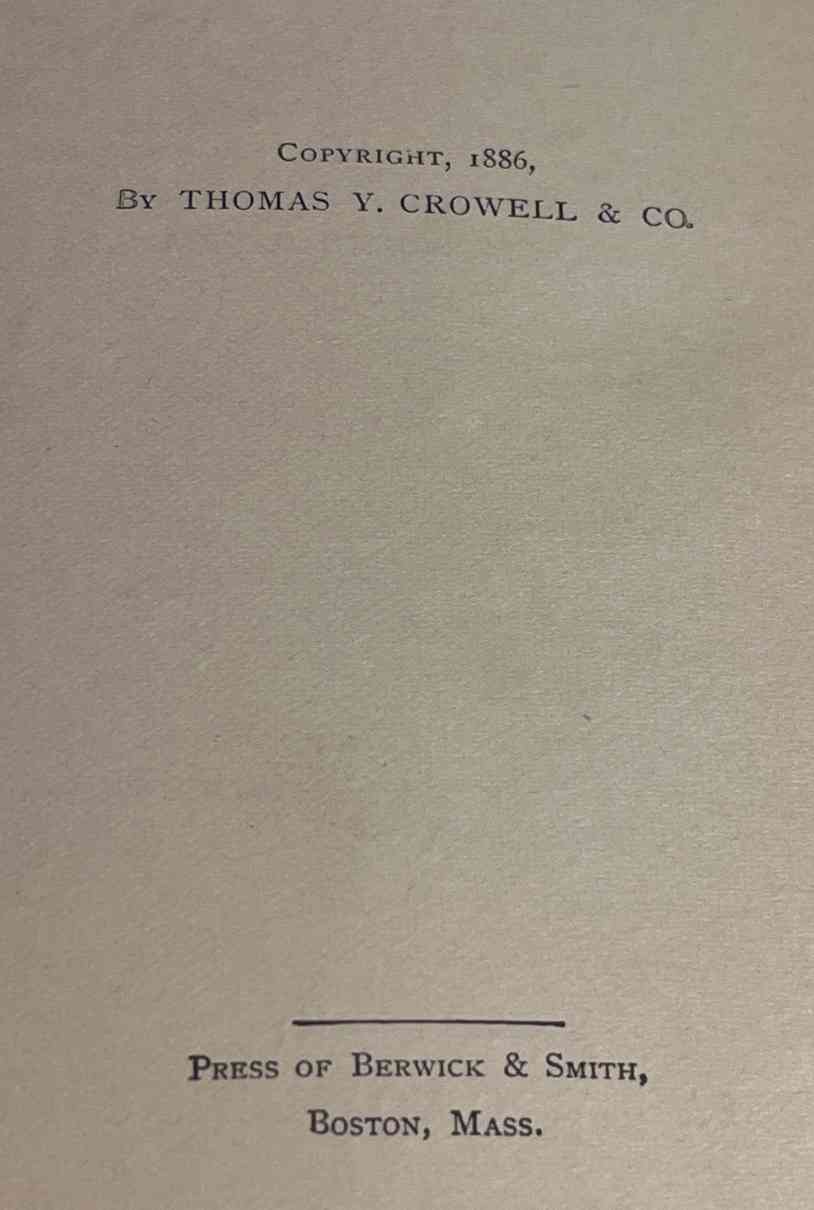 Copyright, 1886,
By THOMAS Y. CROWELL & CO.
Press of Berwick & Smith,
Boston, Mass.